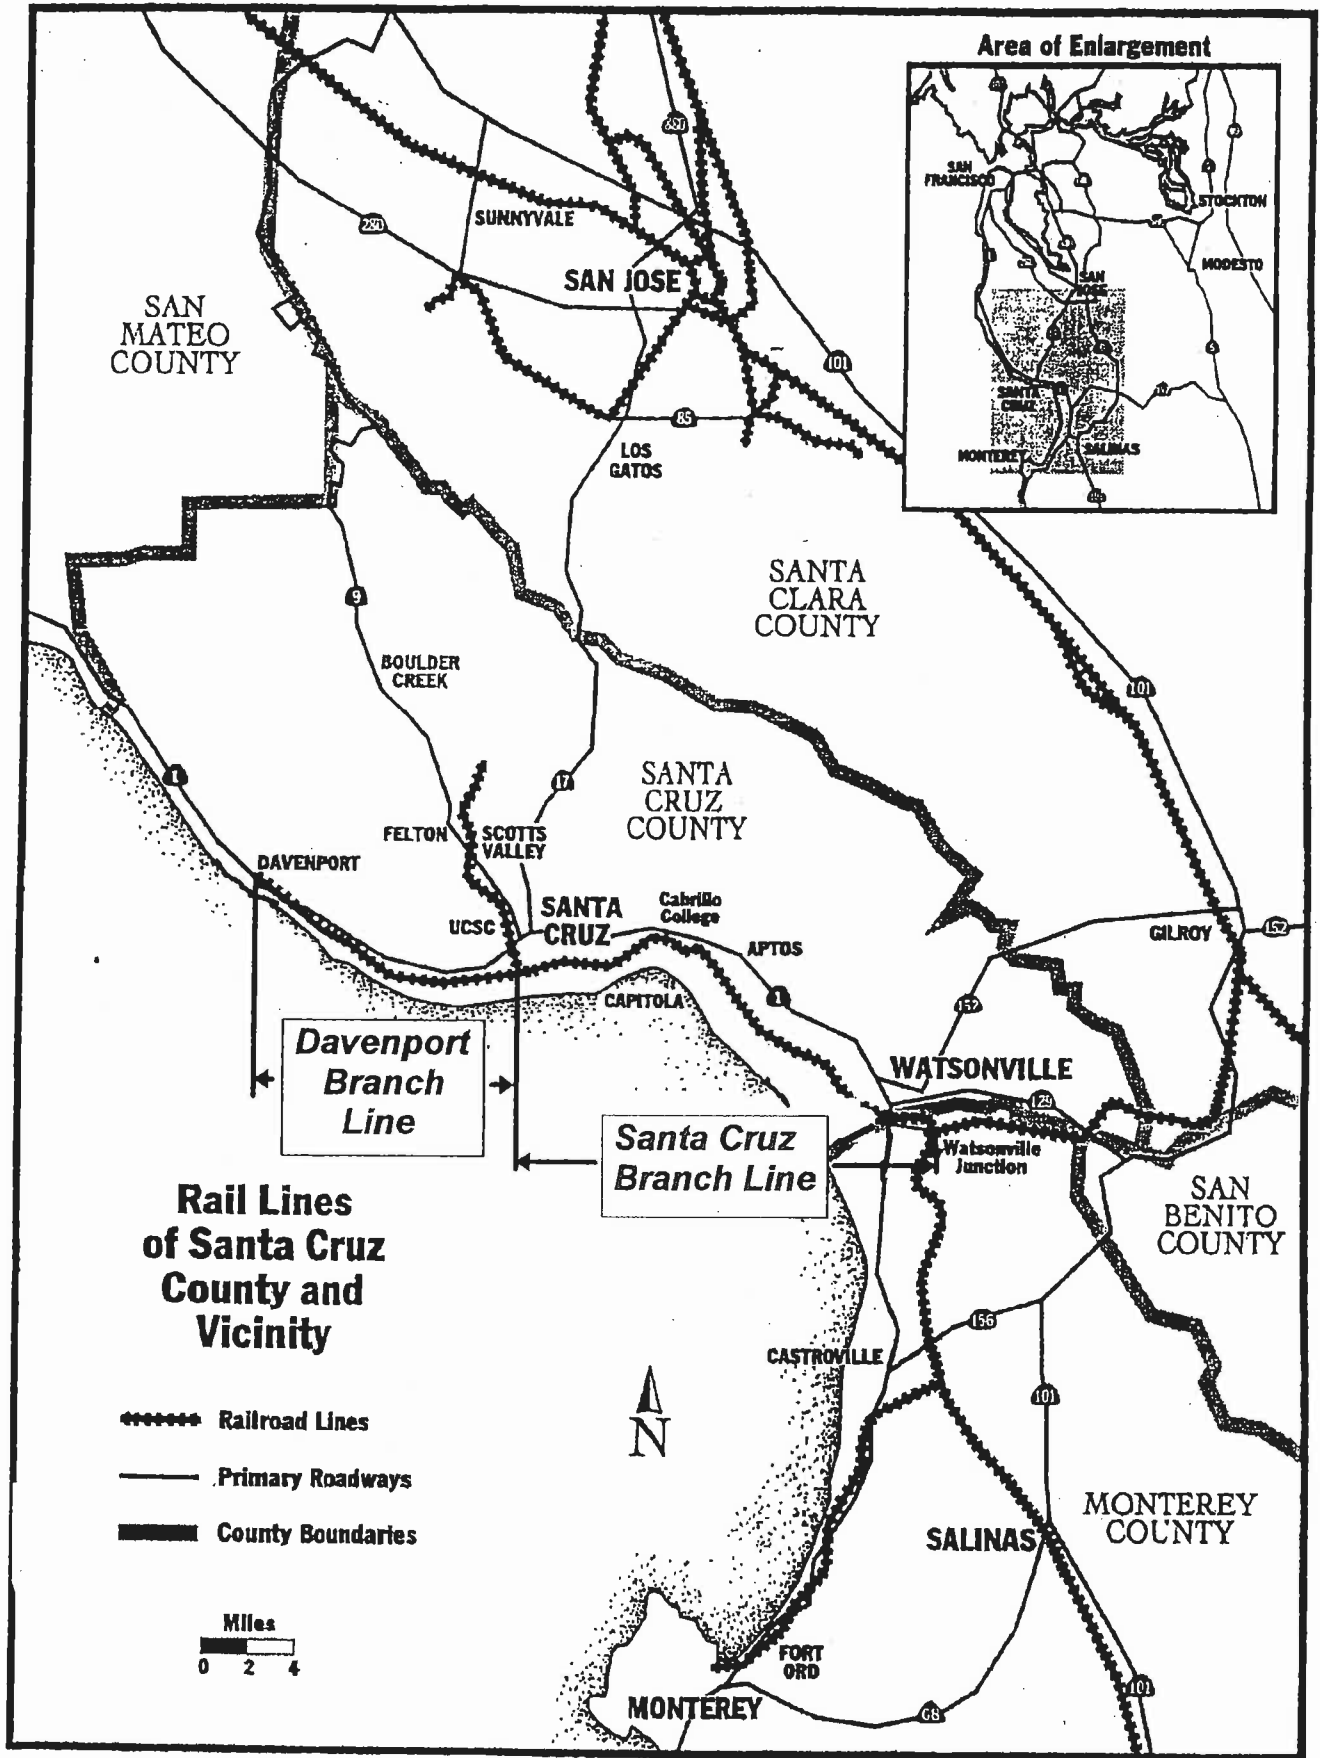 Area of Enlargement
SAN
FRANCISCO
STOCKTON
MODESTO
SAN
JOSE
SANTA
CRUZ
MONTEREY
SALINAS
5
680
280
SUNNYVALE
SAN JOSE
101
85
LOS
GATOS
SAN
MATEO
COUNTY
SANTA
CLARA
COUNTY
9
BOULDER
CREEK
101
1
17
SANTA
CRUZ
COUNTY
FELTON
SCOTTS
VALLEY
DAVENPORT
UCSC
SANTA
CRUZ
Cabrillo
College
APTOS
GILROY
152
CAPITOLA
1
152
WATSONVILLE
129
Watsonville
Junction
Davenport
Branch
Line
Santa Cruz
Branch Line
SAN
BENITO
COUNTY
Rail Lines
of Santa Cruz
County and
Vicinity
156
CASTROVILLE
101
N
Railroad Lines
Primary Roadways
County Boundaries
MONTEREY
COUNTY
SALINAS
Miles
0 2 4
FORT
ORD
MONTEREY
68
101